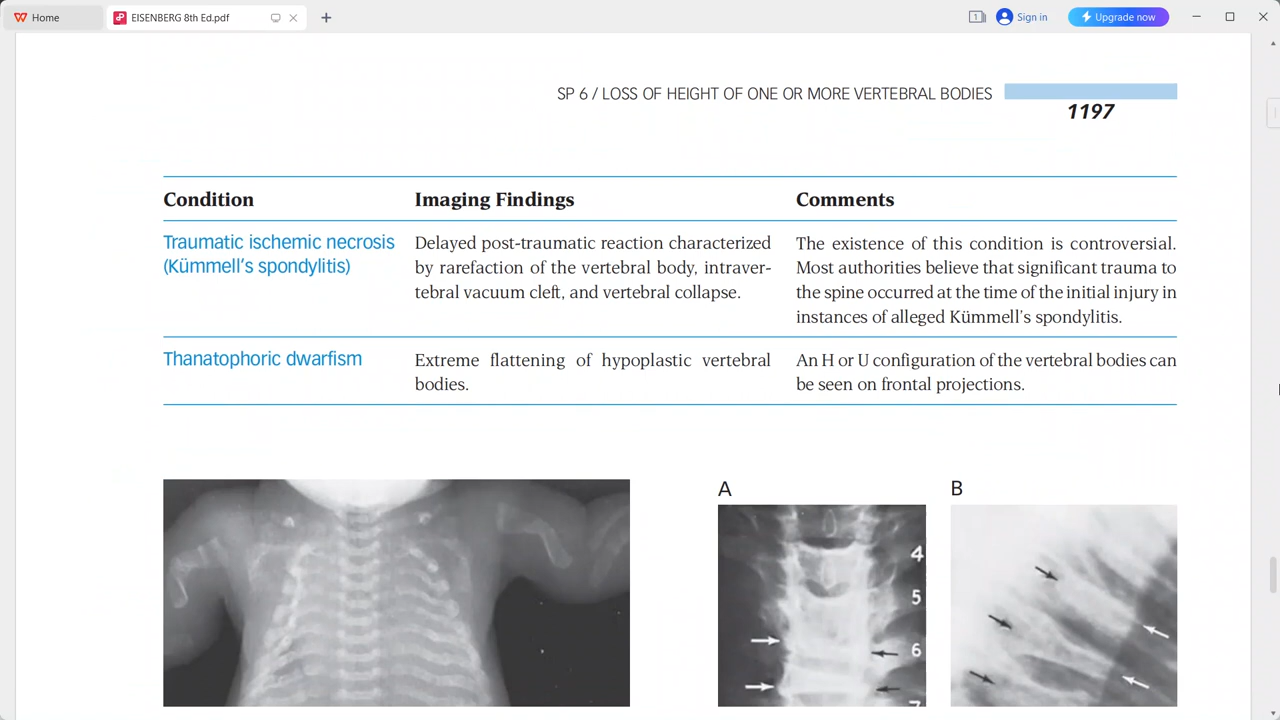 Home
EISENBERG 8th Ed.pdf
1
Sign in
Upgrade now
SP 6 / LOSS OF HEIGHT OF ONE OR MORE VERTEBRAL BODIES
1197
Condition
Imaging Findings
Comments
Traumatic ischemic necrosis
(Kümmell's spondylitis)
Delayed post-traumatic reaction characterized
by rarefaction of the vertebral body, intraver-
tebral vacuum cleft, and vertebral collapse.
The existence of this condition is controversial.
Most authorities believe that significant trauma to
the spine occurred at the time of the initial injury in
instances of alleged Kümmell's spondylitis.
Thanatophoric dwarfism
Extreme flattening of hypoplastic vertebral
bodies.
An H or U configuration of the vertebral bodies can
be seen on frontal projections.
A
B
4
5
6